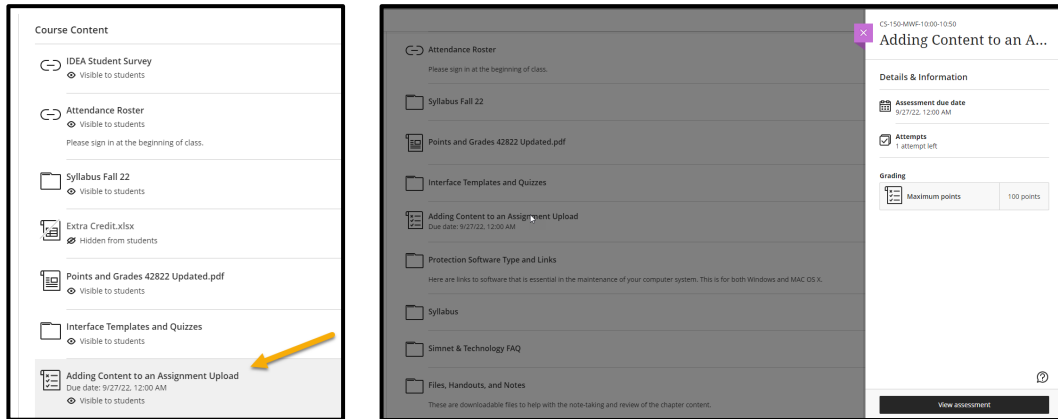 Course Content
IDEA Student Survey
Visible to students
Attendance Roster
Visible to students
Please sign in at the beginning of class.
Syllabus Fall 22
Visible to students
Extra Credit.xlsx
Hidden from students
Points and Grades 42822 Updated.pdf
Visible to students
Interface Templates and Quizzes
Visible to students
Adding Content to an Assignment Upload
Due date: 9/27/22, 12:00 AM
Visible to students
Attendance Roster
Please sign in at the beginning of class.
Syllabus Fall 22
Points and Grades 42822 Updated.pdf
Interface Templates and Quizzes
Adding Content to an Assignment Upload
Due date: 9/27/22, 12:00 AM
Protection Software Type and Links
Here are links to software that is essential in the maintenance of your computer system. This is for both Windows and MAC OS X.
Syllabus
Simnet & Technology FAQ
Files, Handouts, and Notes
These are downloadable files to help with the note-taking and review of the chapter content.
CS-150-MWF-10:00-10:50
Adding Content to an A...
Details & Information
Assessment due date
9/27/22, 12:00 AM
Attempts
1 attempt left
Grading
Maximum points 100 points
View assessment